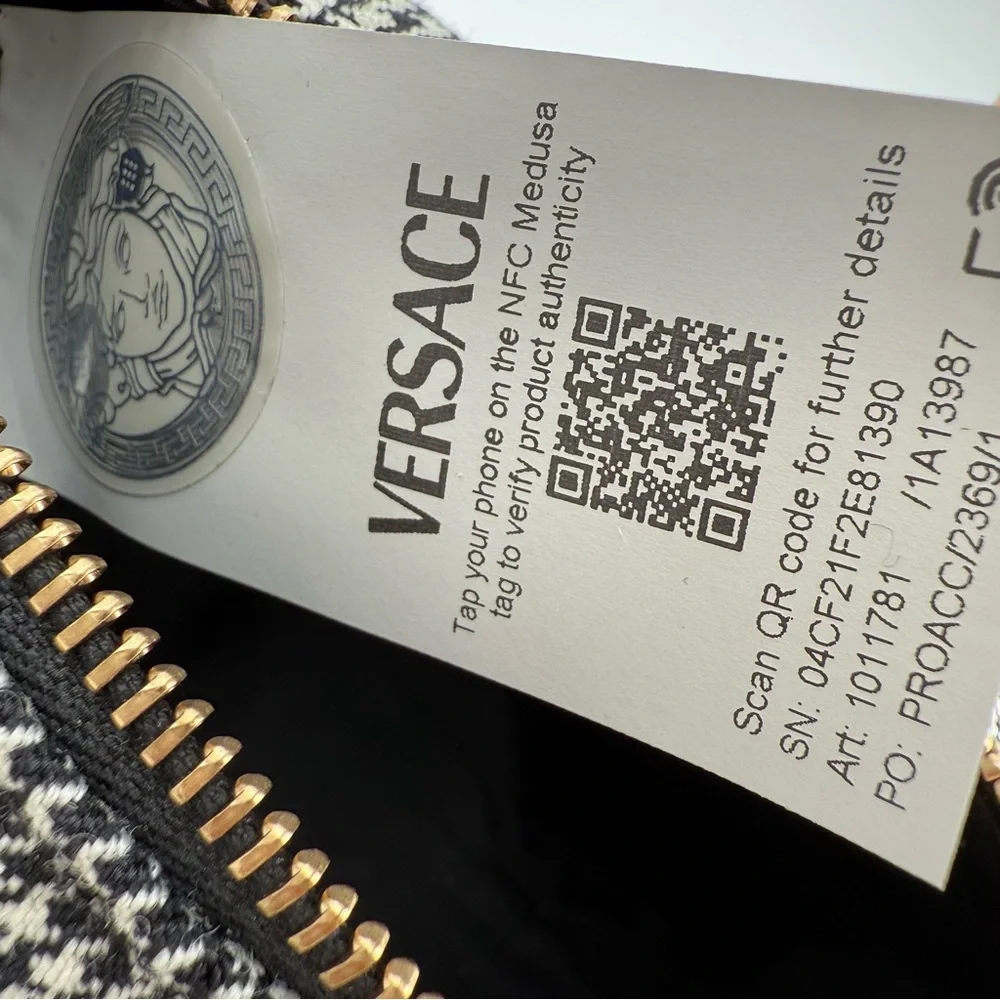 VERSACE
Tap your phone on the NFC Medusa
tag to verify product authenticity
Scan QR code for further details
SN: 04CF21F2E81390
Art: 1011781 /1A13987
PO: PROACC/2369/1